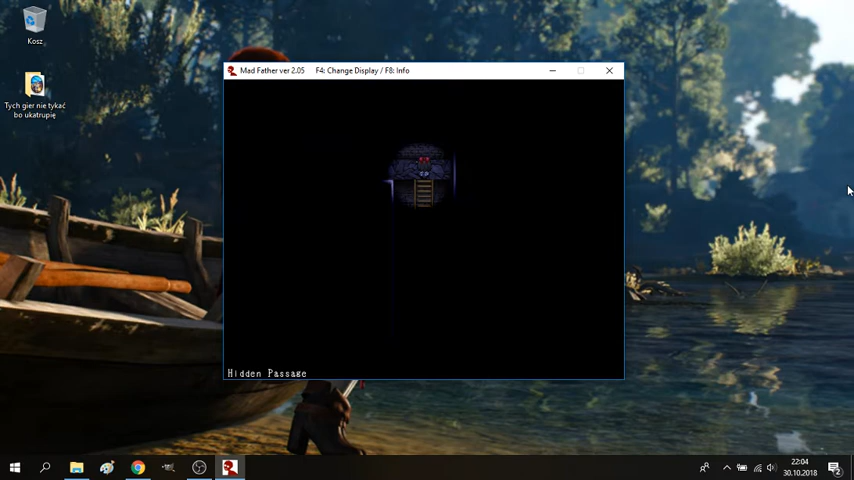 Kosz
Tych gier nie tykać
bo ukatrupię
Mad Father ver 2.05 F4: Change Display / F8: Info
Hidden Passage
22:04
30.10.2018
2